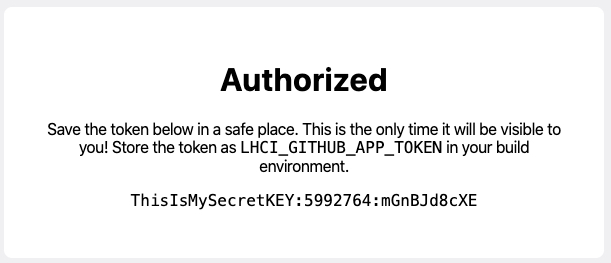 Authorized
Save the token below in a safe place. This is the only time it will be visible to
you! Store the token as LHCI_GITHUB_APP_TOKEN in your build
environment.
ThisIsMySecretKEY:5992764:mGnBJd8cXE